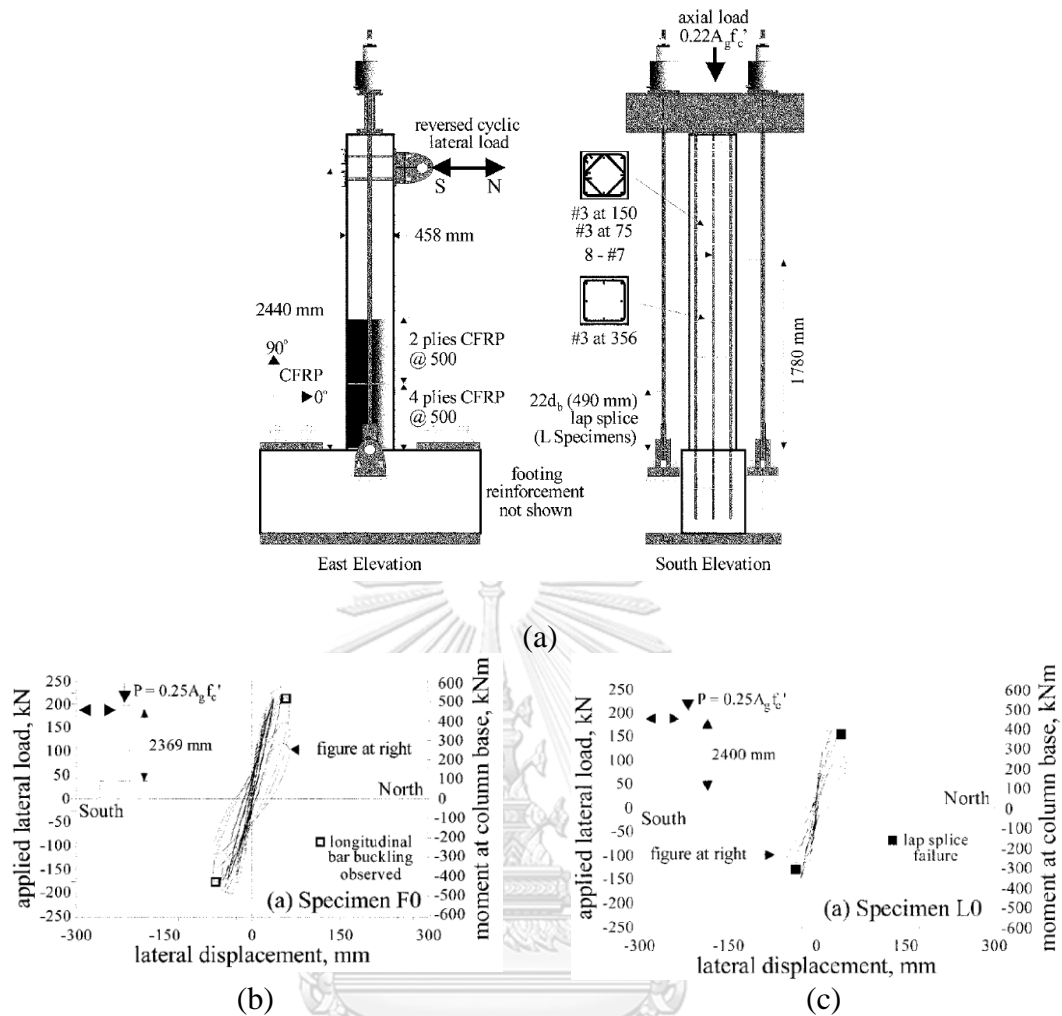 axial load
0.22Agfc'
reversed cyclic
lateral load
S N
458 mm
2440 mm
90°
CFRP
0°
2 plies CFRP
@ 500
4 plies CFRP
@ 500
footing
reinforcement
not shown
East Elevation
#3 at 150
#3 at 75
8 - #7
#3 at 356
1780 mm
22db (490 mm)
lap splice
(L Specimens)
South Elevation
(a)
applied lateral load, kN
250
200
150
100
50
0
-50
-100
-150
-200
-250
P = 0.25Agfc'
2369 mm
figure at right
North
South
longitudinal
bar buckling
observed
(a) Specimen F0
600
500
400
300
200
100
0
-100
-200
-300
-400
-500
-600
moment at column base, kNm
-300 -150 0 150 300
lateral displacement, mm
(b)
applied lateral load, kN
250
200
150
100
50
0
-50
-100
-150
-200
-250
P = 0.25Agfc'
2400 mm
North
South
figure at right
lap splice
failure
(a) Specimen L0
600
500
400
300
200
100
0
-100
-200
-300
-400
-500
-600
moment at column base, kNm
-300 -150 0 150 300
lateral displacement, mm
(c)